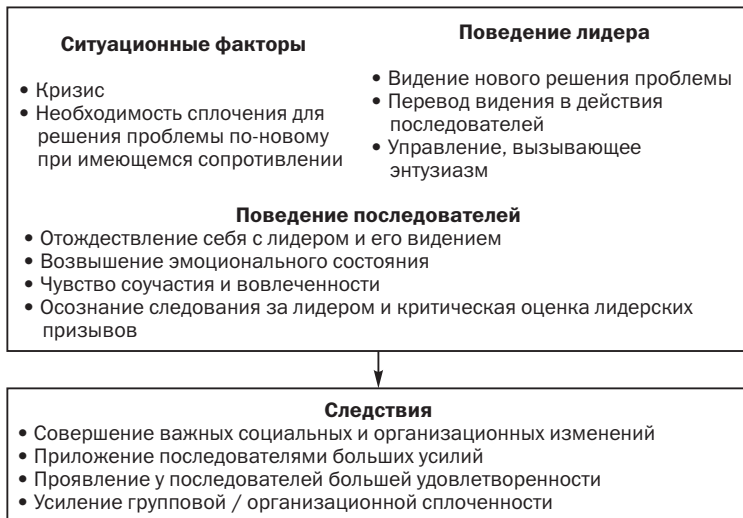 Ситуационные факторы
• Кризис
• Необходимость сплочения для
решения проблемы по-новому
при имеющемся сопротивлении
Поведение лидера
• Видение нового решения проблемы
• Перевод видения в действия
последователей
• Управление, вызывающее
энтузиазм
Поведение последователей
• Отождествление себя с лидером и его видением
• Возвышение эмоционального состояния
• Чувство соучастия и вовлеченности
• Осознание следования за лидером и критическая оценка лидерских
призывов
Следствия
• Совершение важных социальных и организационных изменений
• Приложение последователями больших усилий
• Проявление у последователей большей удовлетворенности
• Усиление групповой / организационной сплоченности